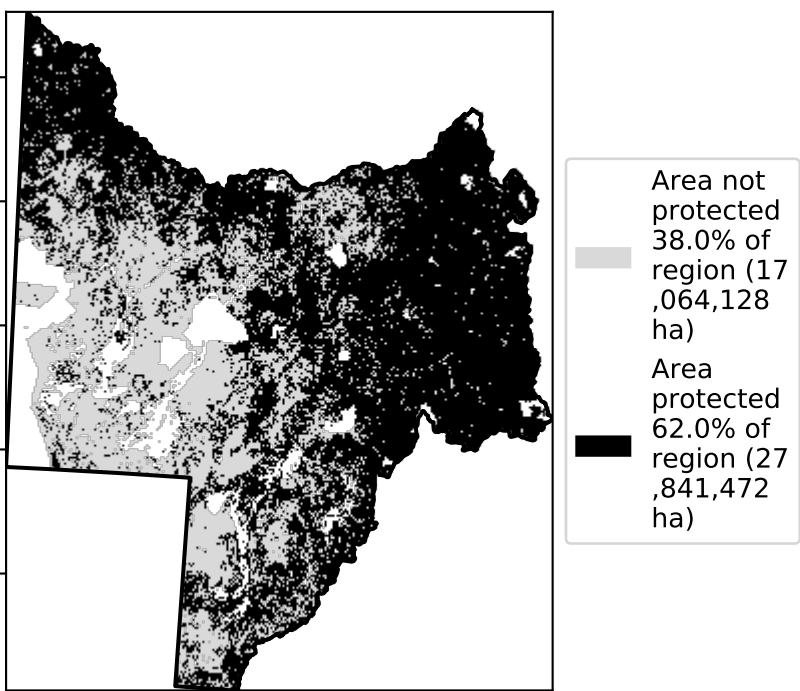 Area not
protected
38.0% of
region (17
,064,128
ha)
Area
protected
62.0% of
region (27
,841,472
ha)